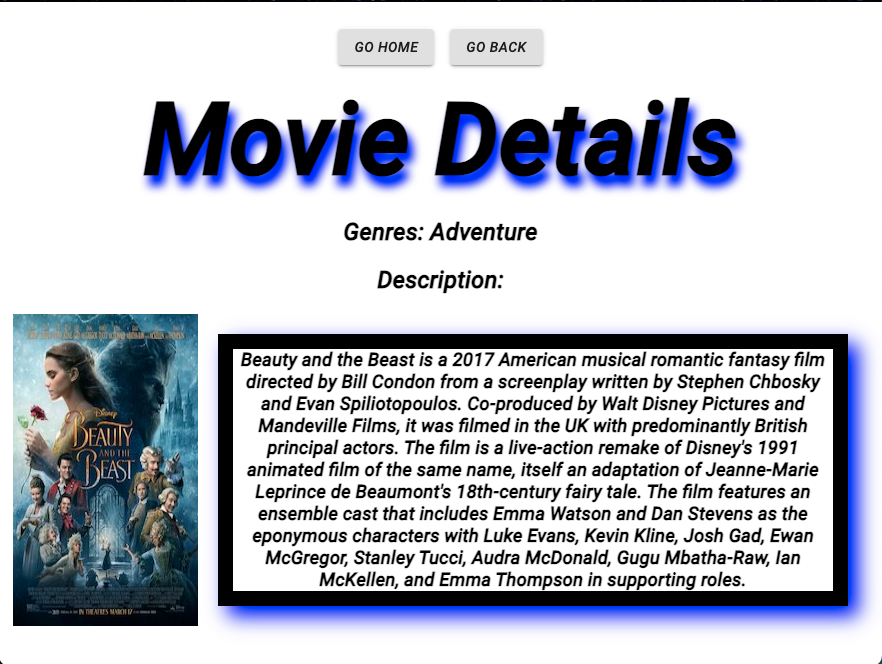 GO HOME GO BACK
Movie Details
Genres: Adventure
Description:
Disney
BEAUTY
AND THE
BEAST
IN THEATRES MARCH 17
Beauty and the Beast is a 2017 American musical romantic fantasy film
directed by Bill Condon from a screenplay written by Stephen Chbosky
and Evan Spiliotopoulos. Co-produced by Walt Disney Pictures and
Mandeville Films, it was filmed in the UK with predominantly British
principal actors. The film is a live-action remake of Disney's 1991
animated film of the same name, itself an adaptation of Jeanne-Marie
Leprince de Beaumont's 18th-century fairy tale. The film features an
ensemble cast that includes Emma Watson and Dan Stevens as the
eponymous characters with Luke Evans, Kevin Kline, Josh Gad, Ewan
McGregor, Stanley Tucci, Audra McDonald, Gugu Mbatha-Raw, Ian
McKellen, and Emma Thompson in supporting roles.